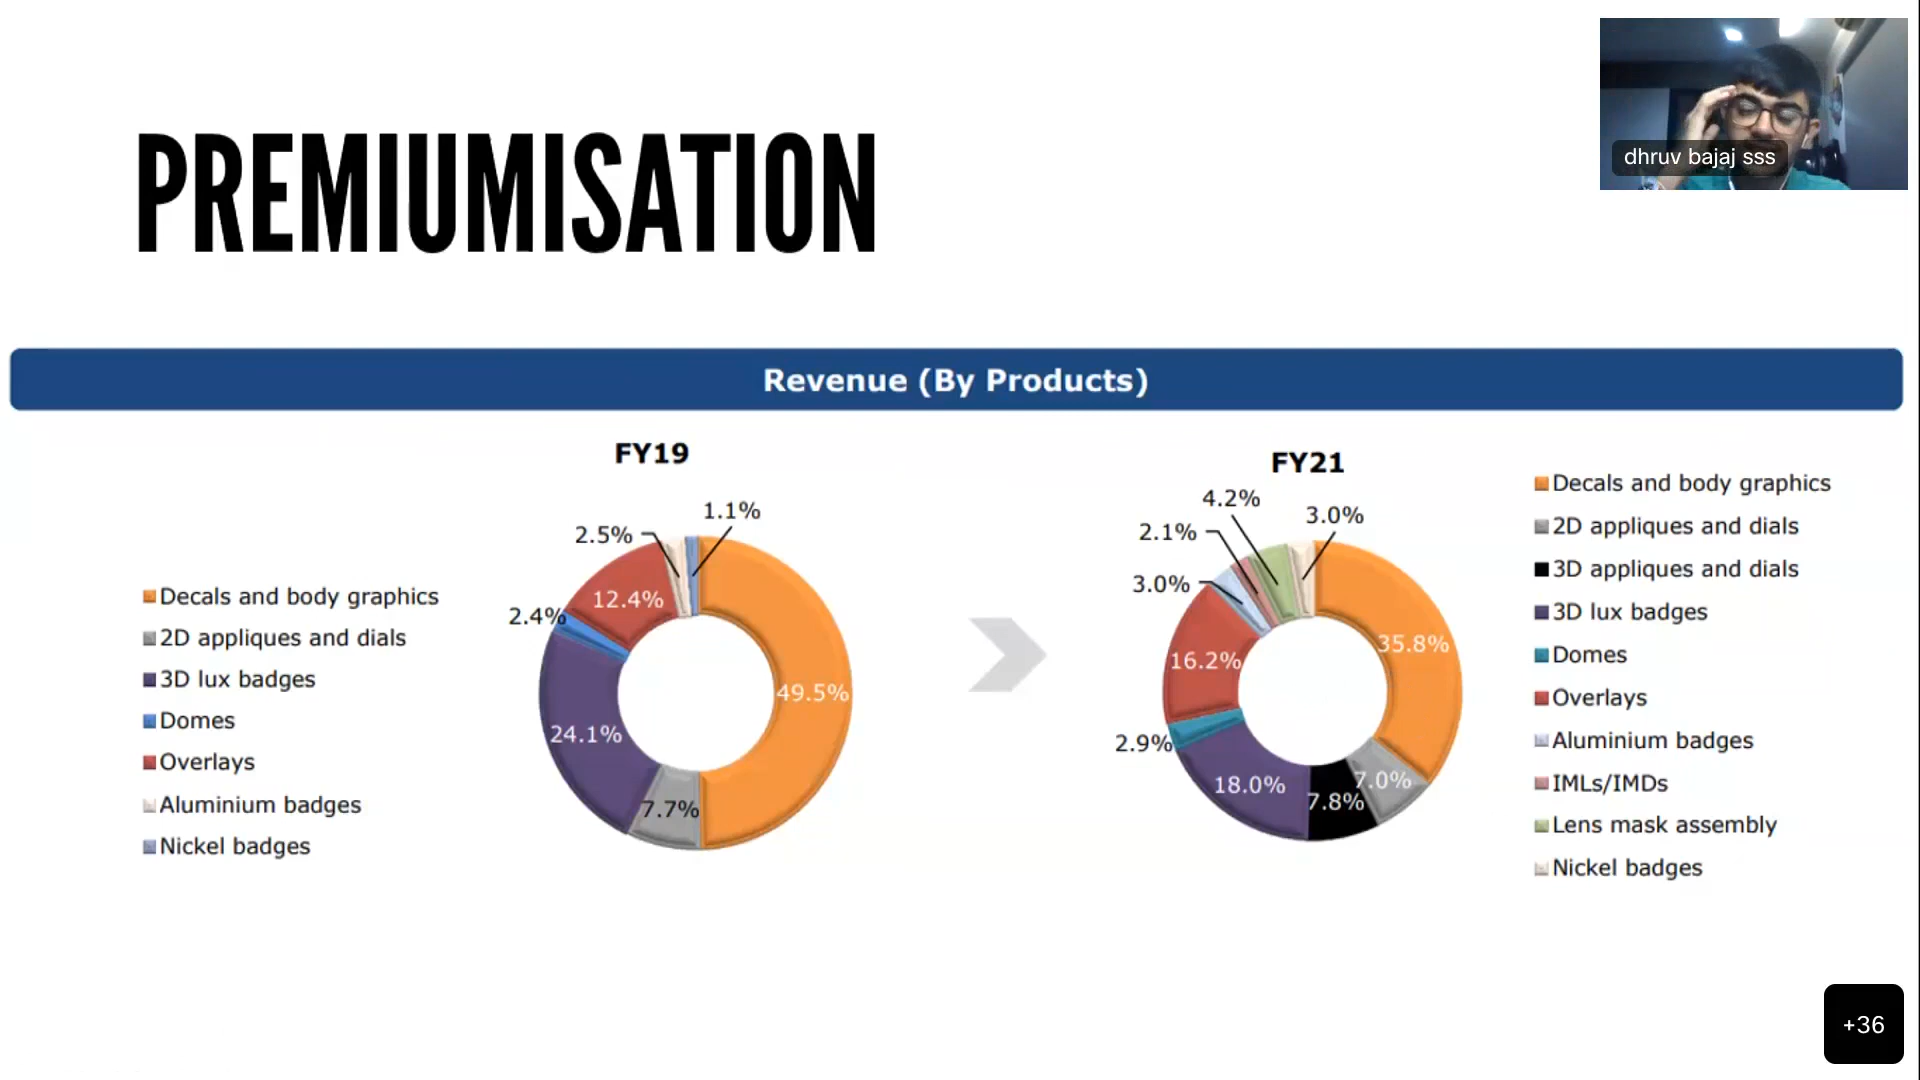 dhruv bajaj sss
PREMIUMISATION
Revenue (By Products)
FY19
1.1%
2.5%
12.4%
2.4%
49.5%
24.1%
7.7%
Decals and body graphics
2D appliques and dials
3D lux badges
Domes
Overlays
Aluminium badges
Nickel badges
FY21
4.2%
3.0%
2.1%
3.0%
35.8%
16.2%
2.9%
18.0%
7.0%
7.8%
Decals and body graphics
2D appliques and dials
3D appliques and dials
3D lux badges
Domes
Overlays
Aluminium badges
IMLs/IMDs
Lens mask assembly
Nickel badges
+36